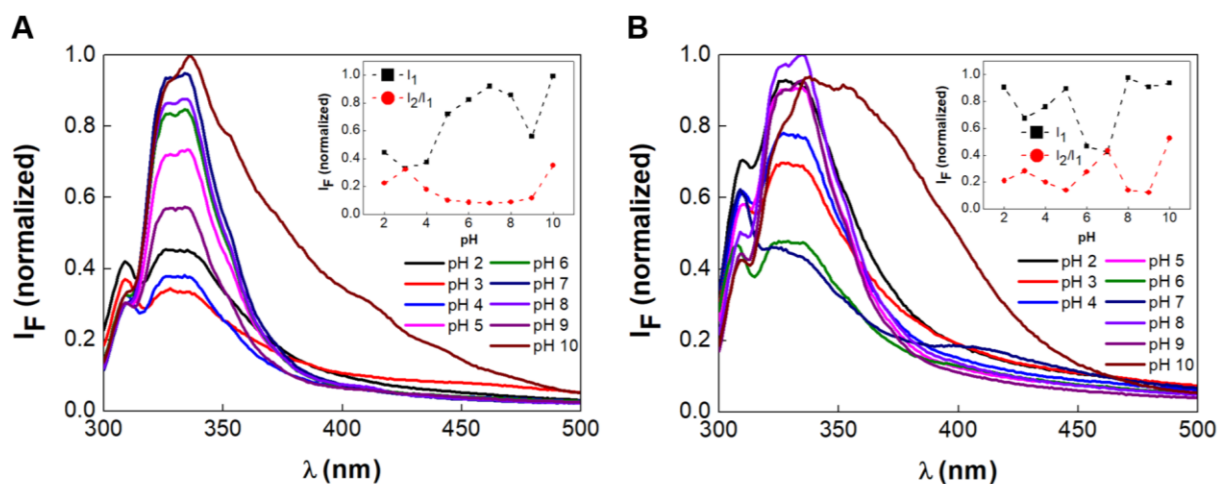 A
I_F (normalized)
1.0
0.8
0.6
0.4
0.2
0.0
300
350
400
450
500
λ (nm)
I_F (normalized)
1.0
0.8
0.6
0.4
0.2
0.0
2
4
6
8
10
pH
I₁
I₂/I₁
pH 2
pH 3
pH 4
pH 5
pH 6
pH 7
pH 8
pH 9
pH 10
B
I_F (normalized)
1.0
0.8
0.6
0.4
0.2
0.0
300
350
400
450
500
λ (nm)
I_F (normalized)
1.0
0.8
0.6
0.4
0.2
0.0
2
4
6
8
10
pH
I₁
I₂/I₁
pH 2
pH 3
pH 4
pH 5
pH 6
pH 7
pH 8
pH 9
pH 10